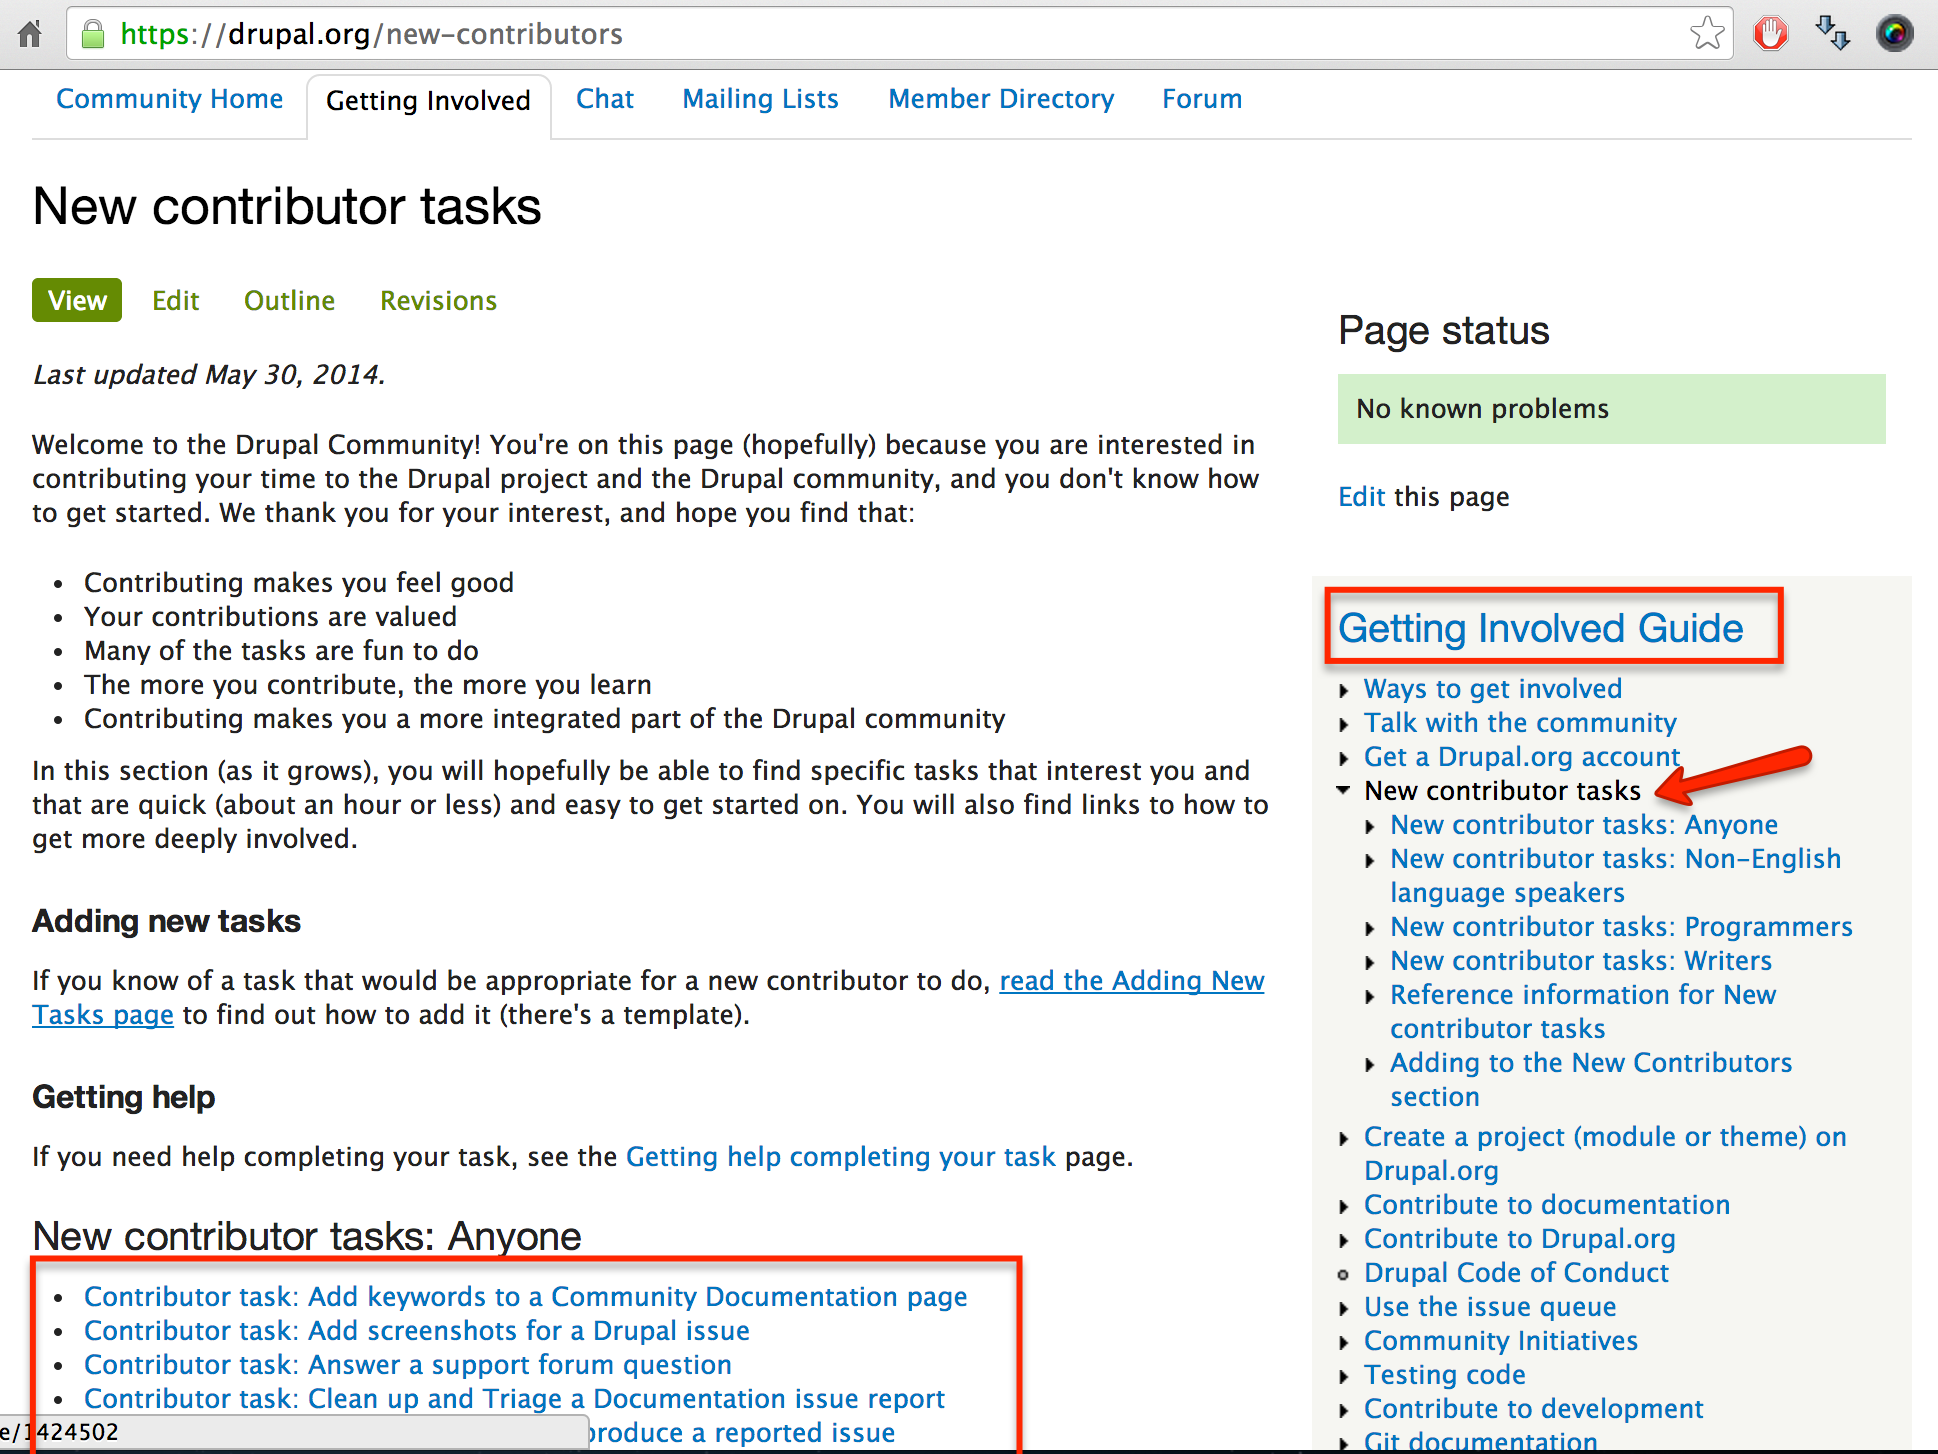 https://drupal.org/new-contributors
Community Home
Getting Involved
Chat
Mailing Lists
Member Directory
Forum
New contributor tasks
View
Edit
Outline
Revisions
Last updated May 30, 2014.
Welcome to the Drupal Community! You're on this page (hopefully) because you are interested in
contributing your time to the Drupal project and the Drupal community, and you don't know how
to get started. We thank you for your interest, and hope you find that:
Contributing makes you feel good
Your contributions are valued
Many of the tasks are fun to do
The more you contribute, the more you learn
Contributing makes you a more integrated part of the Drupal community
In this section (as it grows), you will hopefully be able to find specific tasks that interest you and
that are quick (about an hour or less) and easy to get started on. You will also find links to how to
get more deeply involved.
Adding new tasks
If you know of a task that would be appropriate for a new contributor to do, read the Adding New
Tasks page to find out how to add it (there's a template).
Getting help
If you need help completing your task, see the Getting help completing your task page.
New contributor tasks: Anyone
Contributor task: Add keywords to a Community Documentation page
Contributor task: Add screenshots for a Drupal issue
Contributor task: Answer a support forum question
Contributor task: Clean up and Triage a Documentation issue report
produce a reported issue
e/1424502
Page status
No known problems
Edit this page
Getting Involved Guide
Ways to get involved
Talk with the community
Get a Drupal.org account
New contributor tasks
New contributor tasks: Anyone
New contributor tasks: Non-English
language speakers
New contributor tasks: Programmers
New contributor tasks: Writers
Reference information for New
contributor tasks
Adding to the New Contributors
section
Create a project (module or theme) on
Drupal.org
Contribute to documentation
Contribute to Drupal.org
Drupal Code of Conduct
Use the issue queue
Community Initiatives
Testing code
Contribute to development
Git documentation